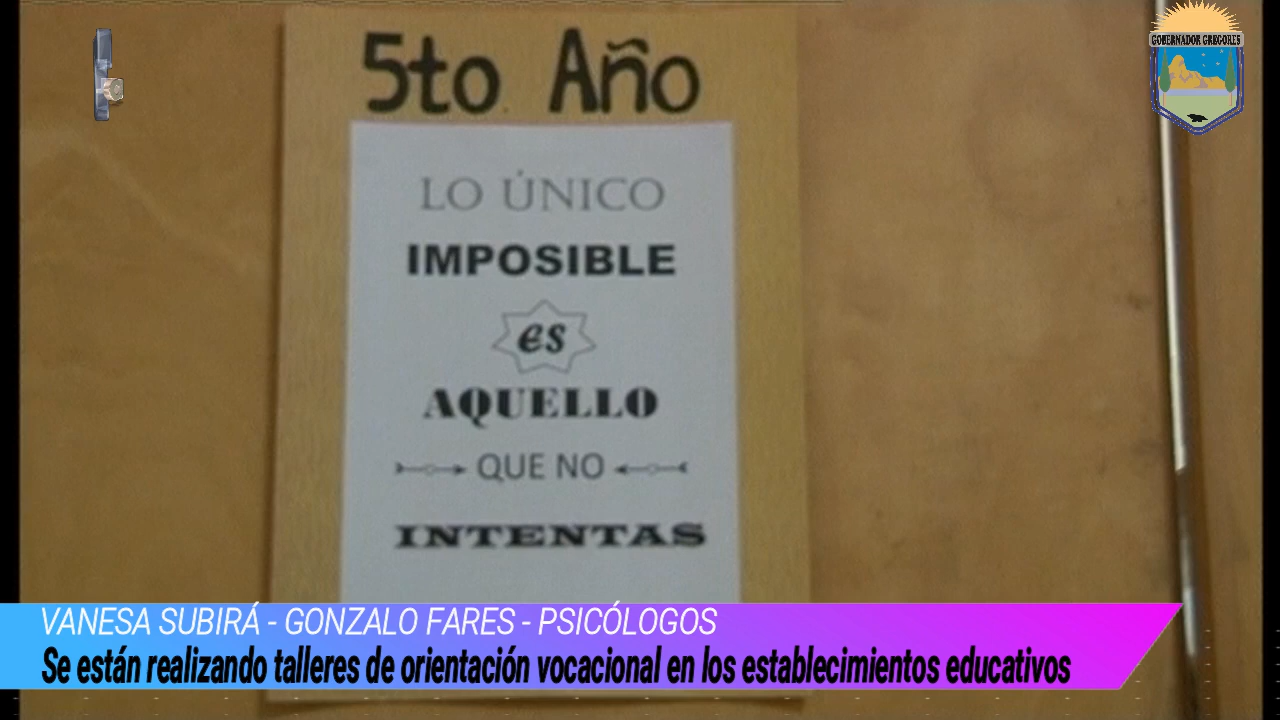 GOBERNADOR GREGORES
5to Año
LO ÚNICO
IMPOSIBLE
es
AQUELLO
QUE NO
INTENTAS
VANESA SUBIRÁ - GONZALO FARES - PSICÓLOGOS
Se están realizando talleres de orientación vocacional en los establecimientos educativos